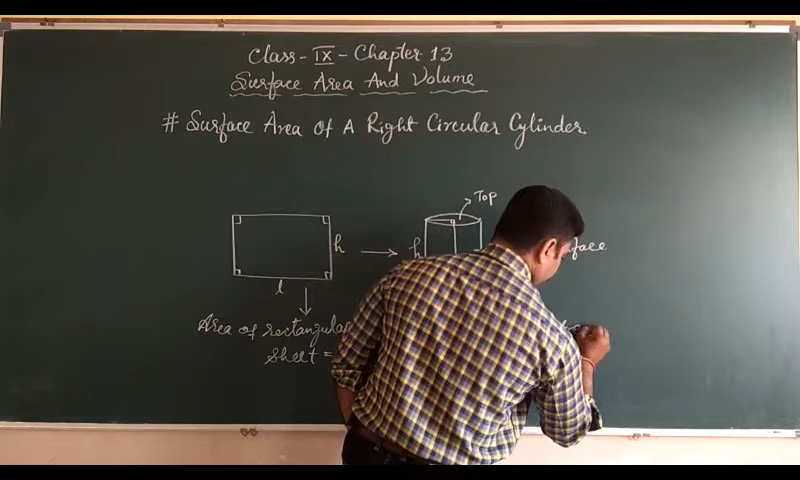 Class - IX - Chapter 13
Surface Area And Volume
# Surface Area Of A Right Circular Cylinder
Top
h
h
l
Area of rectangular
sheet =